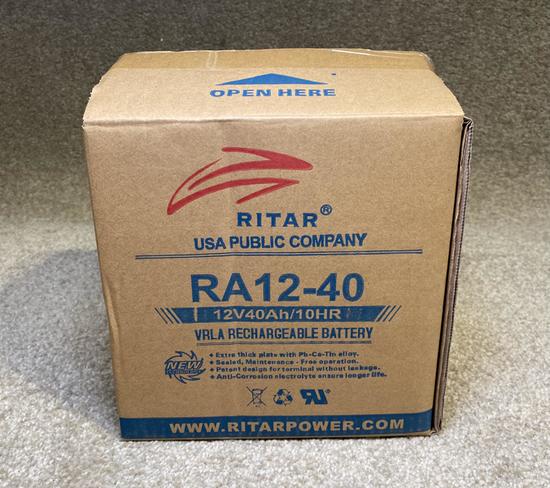 OPEN HERE
RITAR®
USA PUBLIC COMPANY
RA12-40
12V40Ah/10HR
VRLA RECHARGEABLE BATTERY
NEW
• Extra thick plate with Pb-Ca-Tin alloy.
• Sealed, Maintenance - Free operation.
• Patent design for terminal without leakage.
• Anti-Corrosion electrolyte ensure longer life.
WWW.RITARPOWER.COM